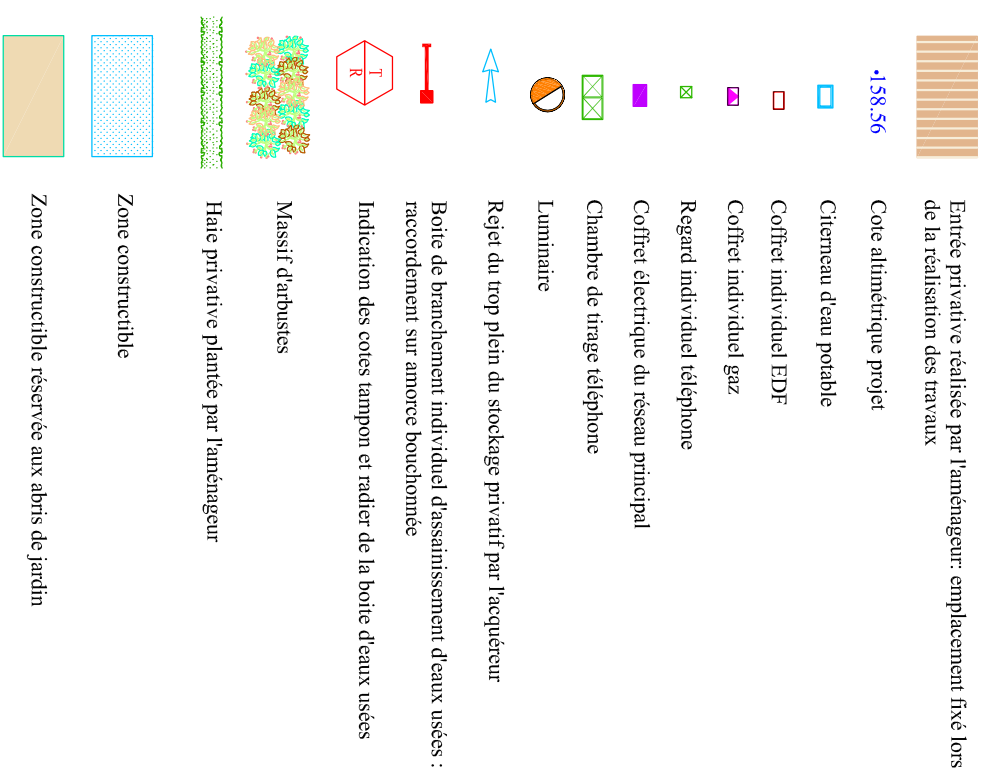 Entrée privative réalisée par l'aménageur: emplacement fixé lors
de la réalisation des travaux
•158.56
Cote altimétrique projet
Citerneau d'eau potable
Coffret individuel EDF
Coffret individuel gaz
Regard individuel téléphone
Coffret électrique du réseau principal
Chambre de tirage téléphone
Luminaire
Rejet du trop plein du stockage privatif par l'acquéreur
Boite de branchement individuel d'assainissement d'eaux usées :
raccordement sur amorce bouchonnée
T
R
Indication des cotes tampon et radier de la boite d'eaux usées
Massif d'arbustes
Haie privative plantée par l'aménageur
Zone constructible
Zone constructible réservée aux abris de jardin